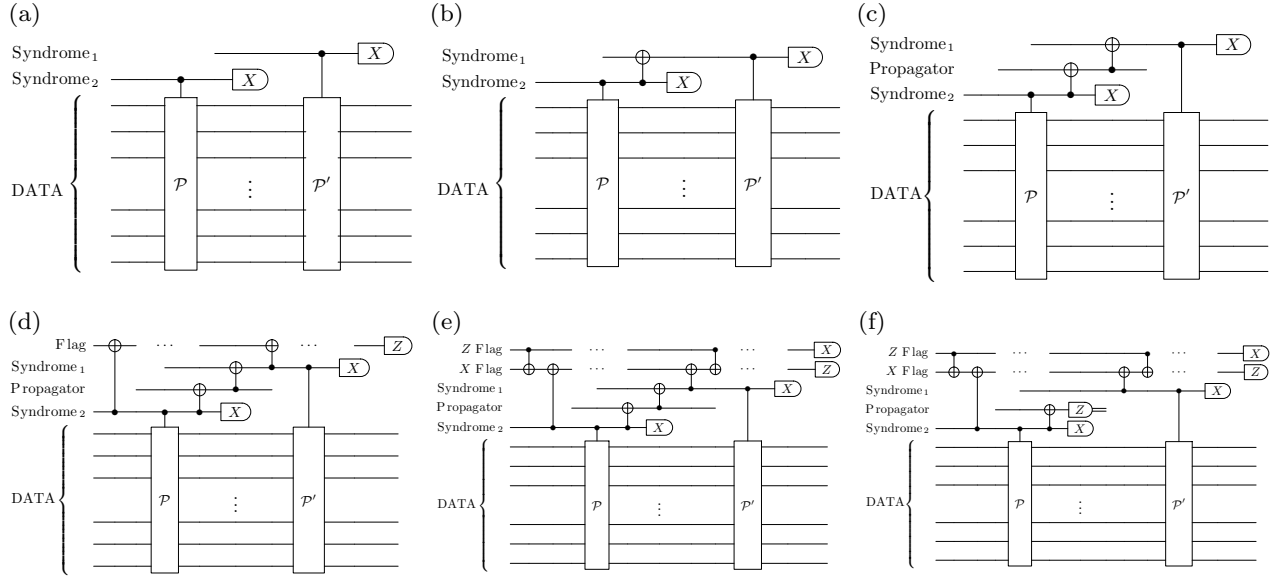 (a)
Syndrome₁
X
Syndrome₂
X
DATA
𝒫
⋮
𝒫′
(b)
Syndrome₁
X
Syndrome₂
X
DATA
𝒫
⋮
𝒫′
(c)
Syndrome₁
X
Propagator
Syndrome₂
X
DATA
𝒫
⋮
𝒫′
(d)
Flag
⋯
⋯
Z
Syndrome₁
X
Propagator
Syndrome₂
X
DATA
𝒫
⋮
𝒫′
(e)
Z Flag
⋯
⋯
X
X Flag
⋯
⋯
Z
Syndrome₁
X
Propagator
Syndrome₂
X
DATA
𝒫
⋮
𝒫′
(f)
Z Flag
⋯
⋯
X
X Flag
⋯
⋯
Z
Syndrome₁
X
Propagator
Z
Syndrome₂
X
DATA
𝒫
⋮
𝒫′